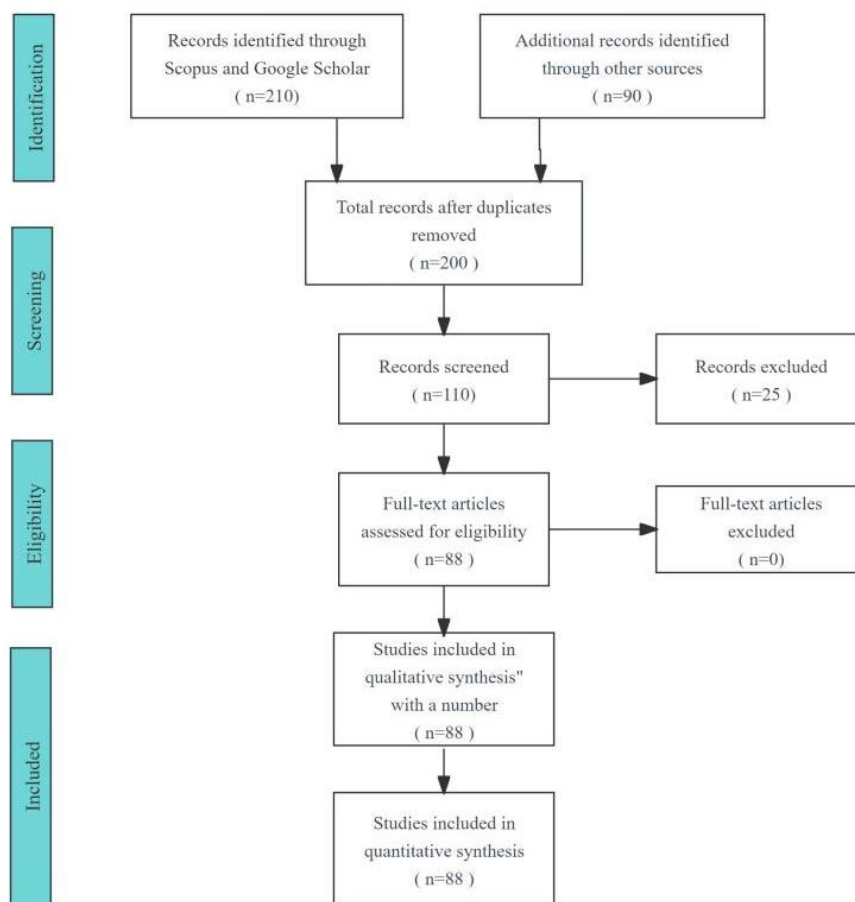 Identification
Records identified through
Scopus and Google Scholar
( n=210)
Additional records identified
through other sources
( n=90 )
Total records after duplicates
removed
( n=200 )
Screening
Records screened
( n=110)
Records excluded
( n=25 )
Eligibility
Full-text articles
assessed for eligibility
( n=88 )
Full-text articles
excluded
( n=0)
Included
Studies included in
qualitative synthesis"
with a number
( n=88 )
Studies included in
quantitative synthesis
( n=88 )